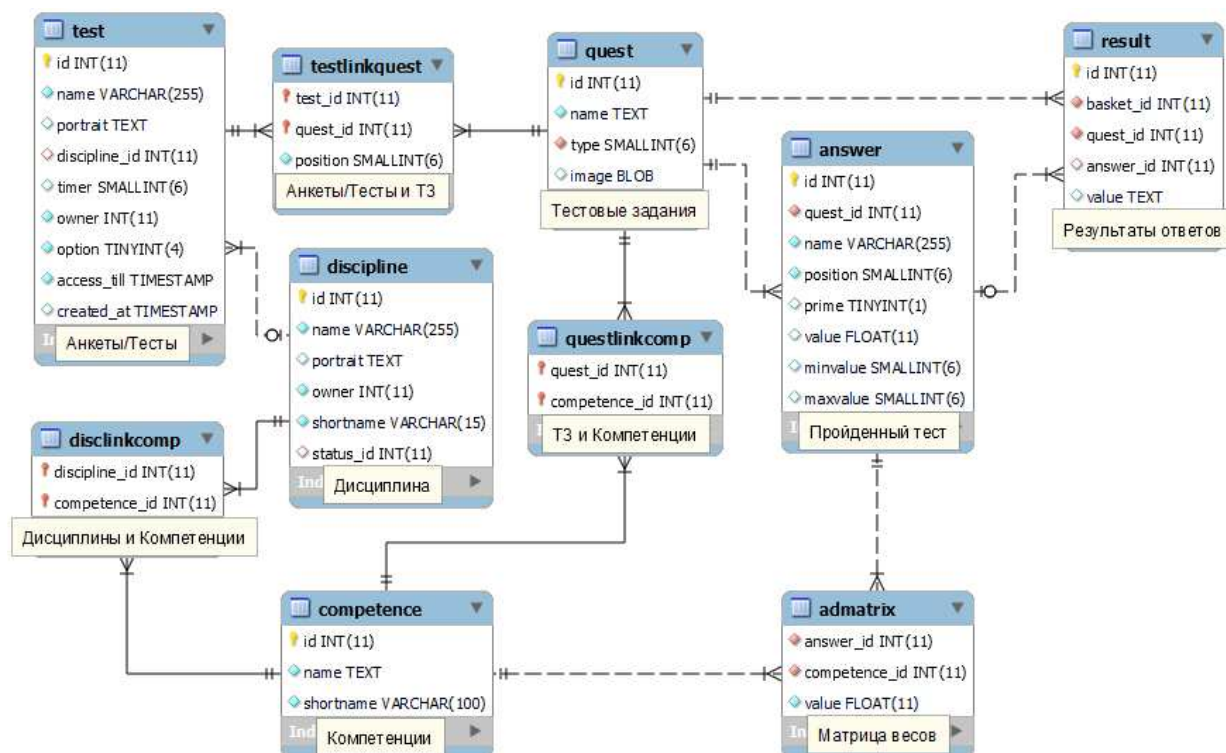 test
id INT(11)
name VARCHAR(255)
portrait TEXT
discipline_id INT(11)
timer SMALLINT(6)
owner INT(11)
option TINYINT(4)
access_till TIMESTAMP
created_at TIMESTAMP
Анкеты/Тесты
testlinkquest
test_id INT(11)
quest_id INT(11)
position SMALLINT(6)
Анкеты/Тесты и ТЗ
quest
id INT(11)
name TEXT
type SMALLINT(6)
image BLOB
Тестовые задания
result
id INT(11)
basket_id INT(11)
quest_id INT(11)
answer_id INT(11)
value TEXT
Результаты ответов
answer
id INT(11)
quest_id INT(11)
name VARCHAR(255)
position SMALLINT(6)
prime TINYINT(1)
value FLOAT(11)
minvalue SMALLINT(6)
maxvalue SMALLINT(6)
Пройденный тест
discipline
id INT(11)
name VARCHAR(255)
portrait TEXT
owner INT(11)
shortname VARCHAR(15)
status_id INT(11)
Ind
Дисциплина
questlinkcomp
quest_id INT(11)
competence_id INT(11)
ТЗ и Компетенции
disclinkcomp
discipline_id INT(11)
competence_id INT(11)
Дисциплины и Компетенции
competence
id INT(11)
name TEXT
shortname VARCHAR(100)
Ind
Компетенции
admatrix
answer_id INT(11)
competence_id INT(11)
value FLOAT(11)
Матрица весов